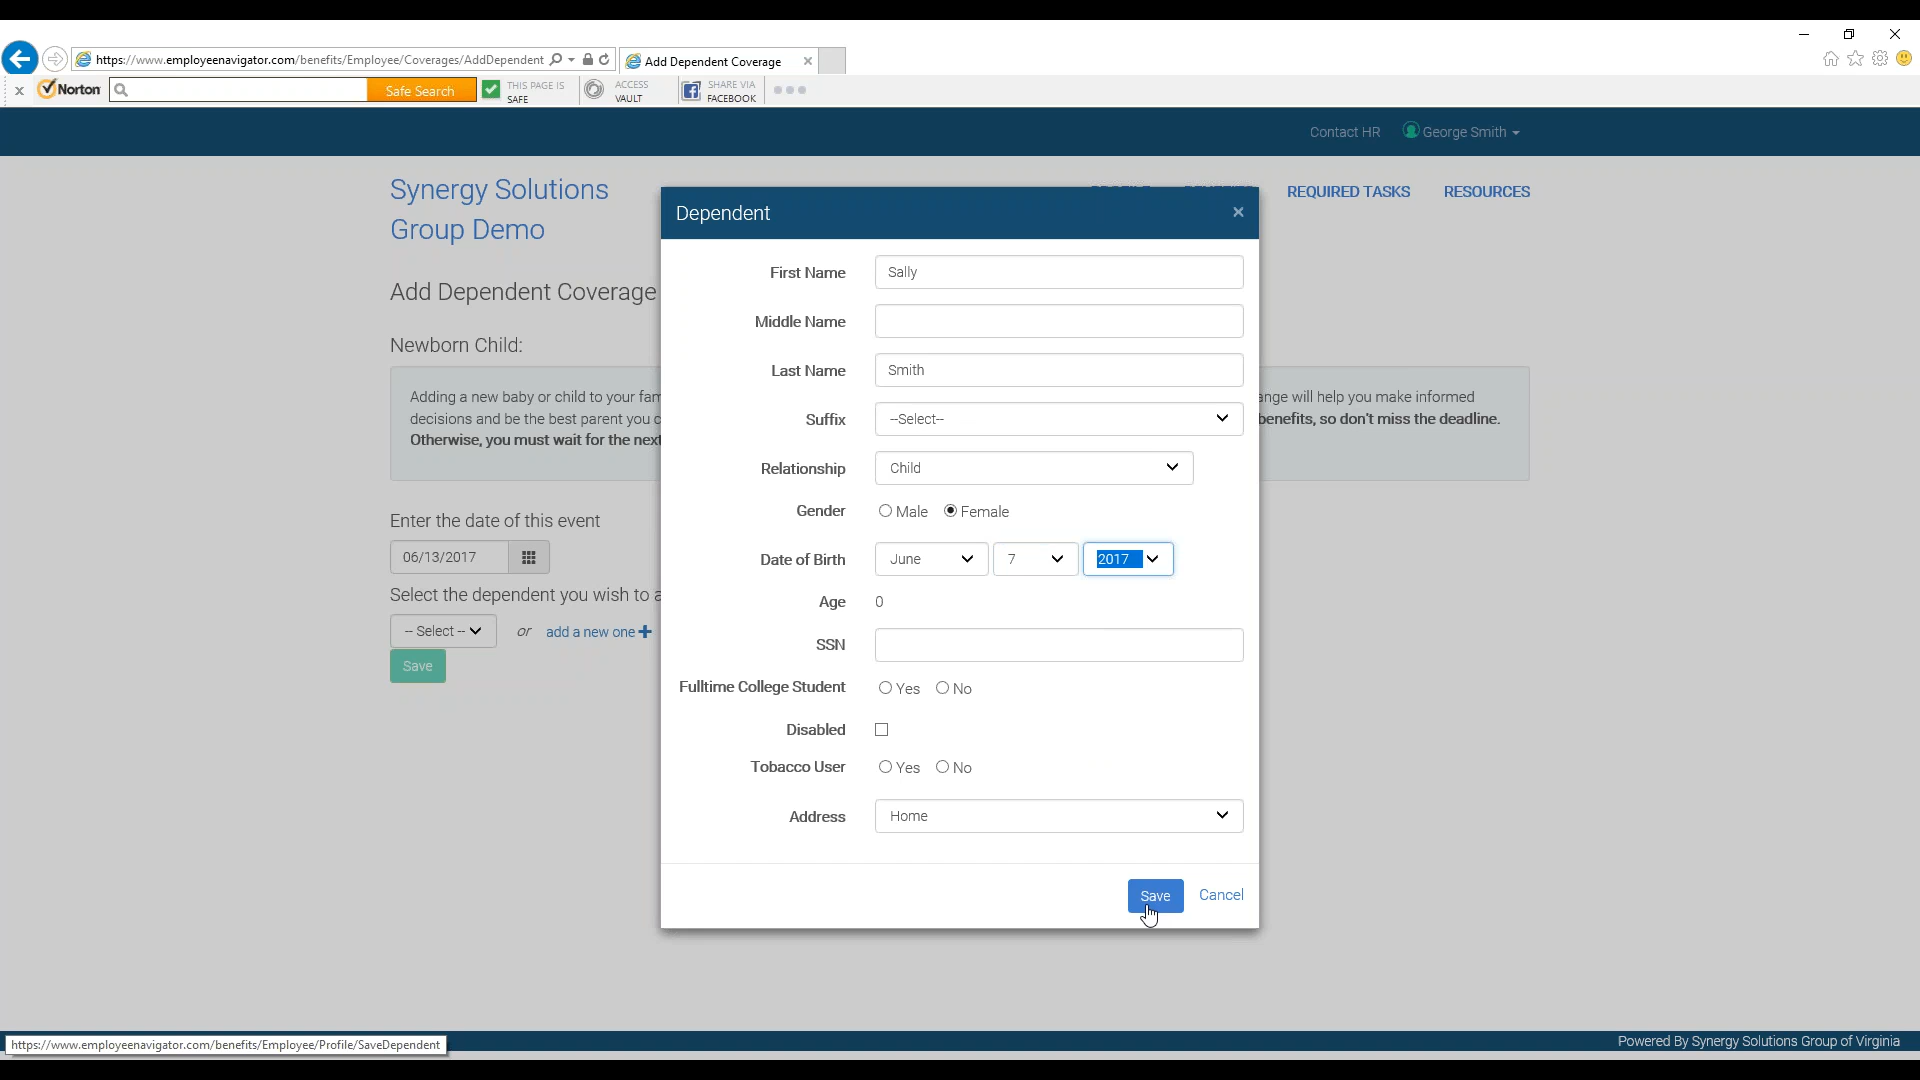 https://www.employeenavigator.com/benefits/Employee/Coverages/AddDependent
Add Dependent Coverage
Norton
Safe Search
THIS PAGE IS
SAFE
ACCESS
VAULT
SHARE VIA
FACEBOOK
Contact HR
George Smith
Synergy Solutions
Group Demo
REQUIRED TASKS
RESOURCES
Add Dependent Coverage
Newborn Child:
Adding a new baby or child to your fam
ange will help you make informed
decisions and be the best parent you c
benefits, so don't miss the deadline.
Otherwise, you must wait for the next
Enter the date of this event
06/13/2017
Select the dependent you wish to a
-- Select --
or
add a new one
Save
Dependent
First Name
Sally
Middle Name
Last Name
Smith
Suffix
--Select--
Relationship
Child
Gender
Male
Female
Date of Birth
June
7
2017
Age
0
SSN
Fulltime College Student
Yes
No
Disabled
Tobacco User
Yes
No
Address
Home
Save
Cancel
https://www.employeenavigator.com/benefits/Employee/Profile/SaveDependent
Powered By Synergy Solutions Group of Virginia